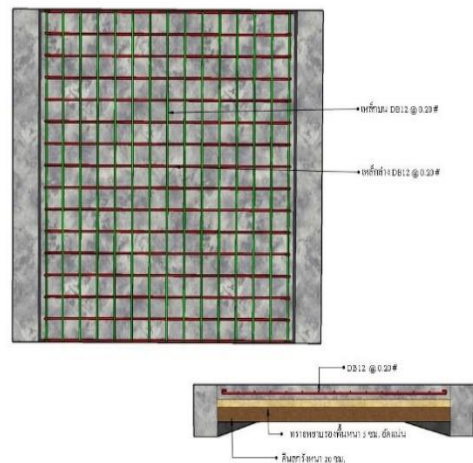 เหล็กบน DB12 @ 0.20#
เหล็กล่าง DB12 @ 0.20#
DB12 @ 0.20#
ทรายหยาบรองพื้นหนา 5 ซม. อัดแน่น
ดินลูกรังหนา 20 ซม.